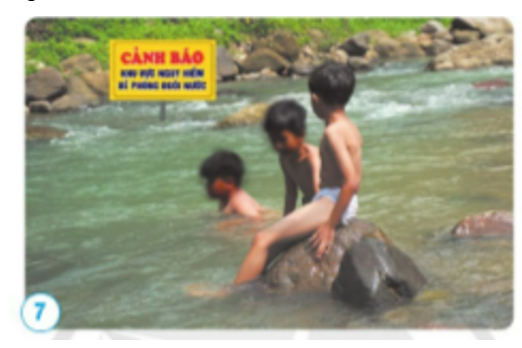 CẢNH BÁO
KHU VỰC NGUY HIỂM
ĐỀ PHÒNG ĐUỐI NƯỚC
7